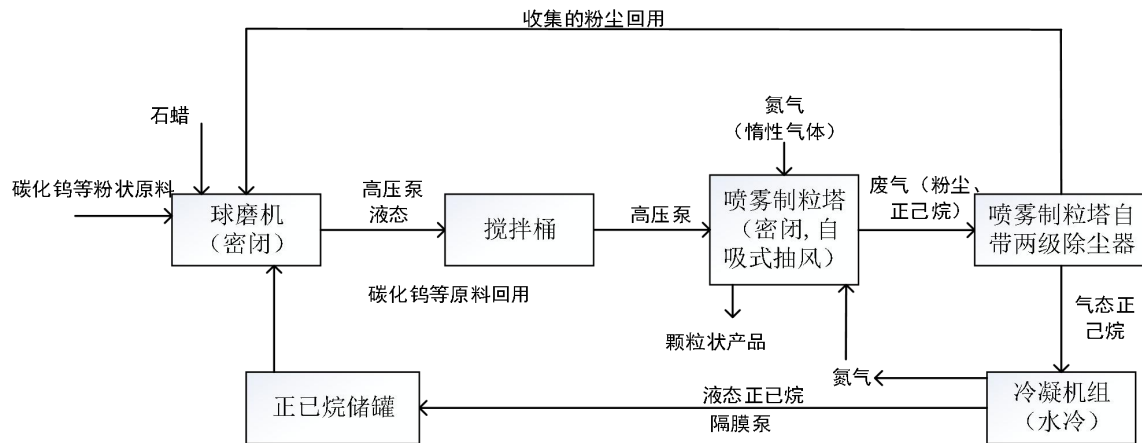 收集的粉尘回用
石蜡
氮气
（惰性气体）
碳化钨等粉状原料
球磨机
（密闭）
高压泵
液态
搅拌桶
高压泵
喷雾制粒塔
（密闭,自
吸式抽风）
废气（粉尘、
正己烷）
喷雾制粒塔自
带两级除尘器
碳化钨等原料回用
颗粒状产品
气态正
己烷
正已烷储罐
液态正已烷
隔膜泵
氮气
冷凝机组
（水冷）